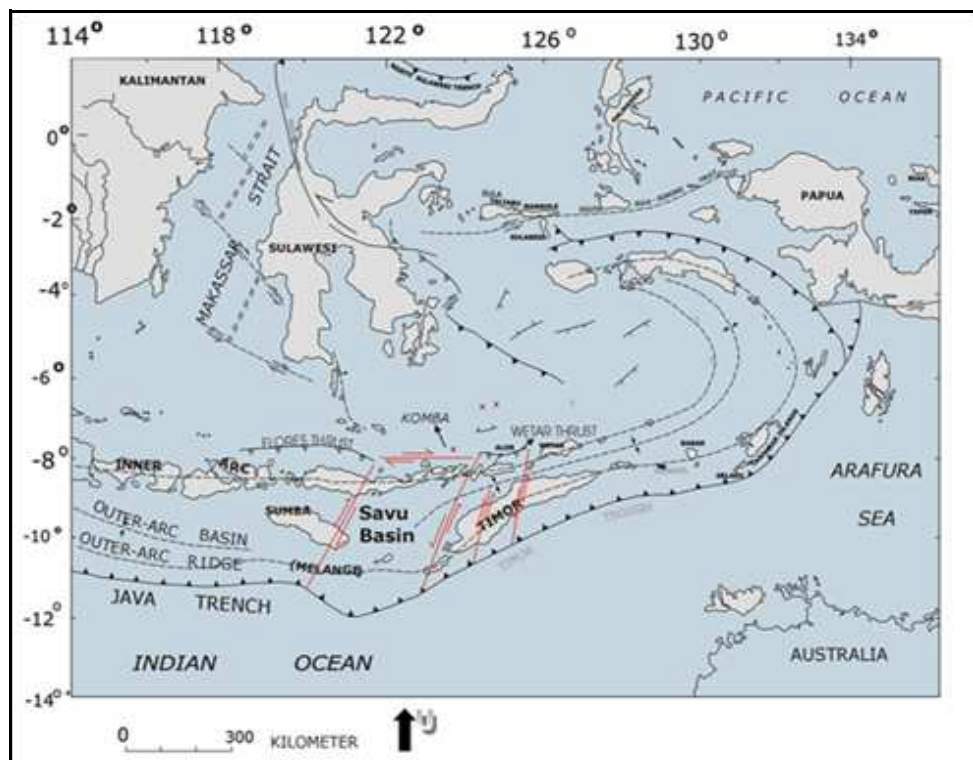 114° 118° 122° 126° 130° 134°
KALIMANTAN
PACIFIC OCEAN
0°
STRAIT
PAPUA
-2°
SULAWESI
MAKASSAR
-4°
-6°
KOMBA
FLORES THRUST
WETAR THRUST
-8°
INNER ARC
ARAFURA
SEA
SUMBA
Savu
Basin
TIMOR
-10°
OUTER-ARC BASIN
OUTER-ARC RIDGE
(MELANGE)
JAVA TRENCH
-12°
AUSTRALIA
INDIAN OCEAN
-14°
0 300 KILOMETER